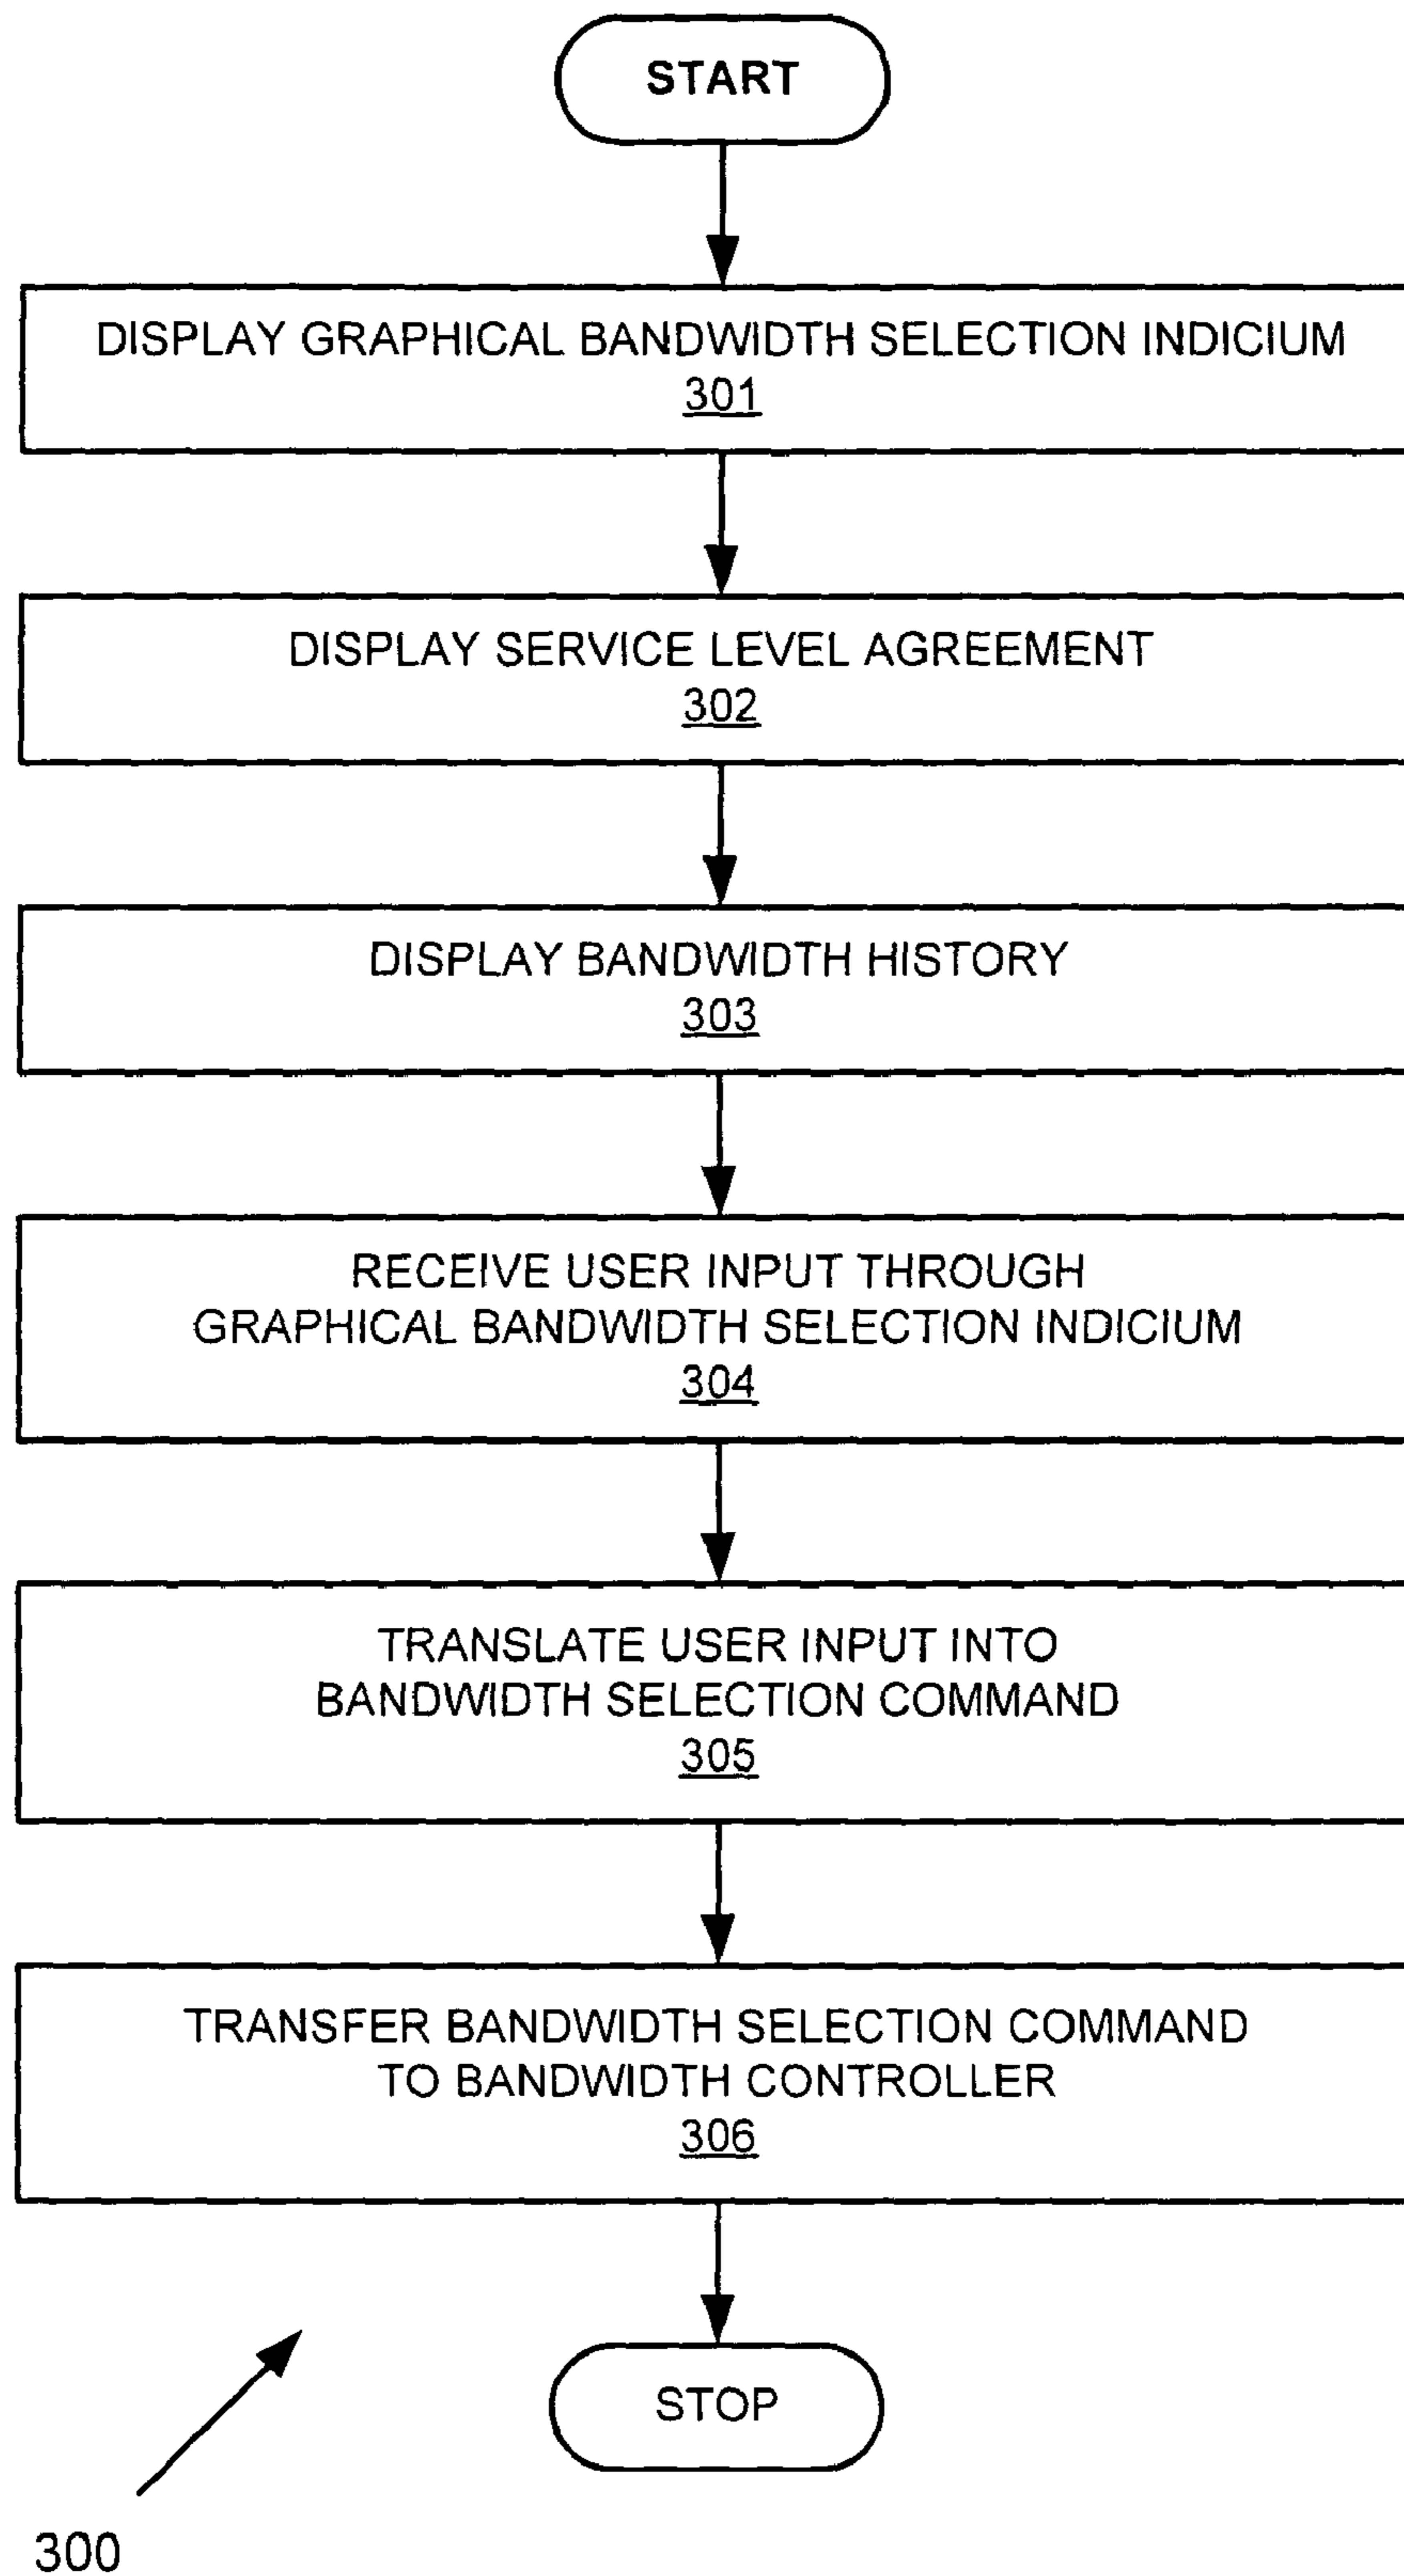 START
DISPLAY GRAPHICAL BANDWIDTH SELECTION INDICIUM
301
DISPLAY SERVICE LEVEL AGREEMENT
302
DISPLAY BANDWIDTH HISTORY
303
RECEIVE USER INPUT THROUGH
GRAPHICAL BANDWIDTH SELECTION INDICIUM
304
TRANSLATE USER INPUT INTO
BANDWIDTH SELECTION COMMAND
305
TRANSFER BANDWIDTH SELECTION COMMAND
TO BANDWIDTH CONTROLLER
306
STOP
300